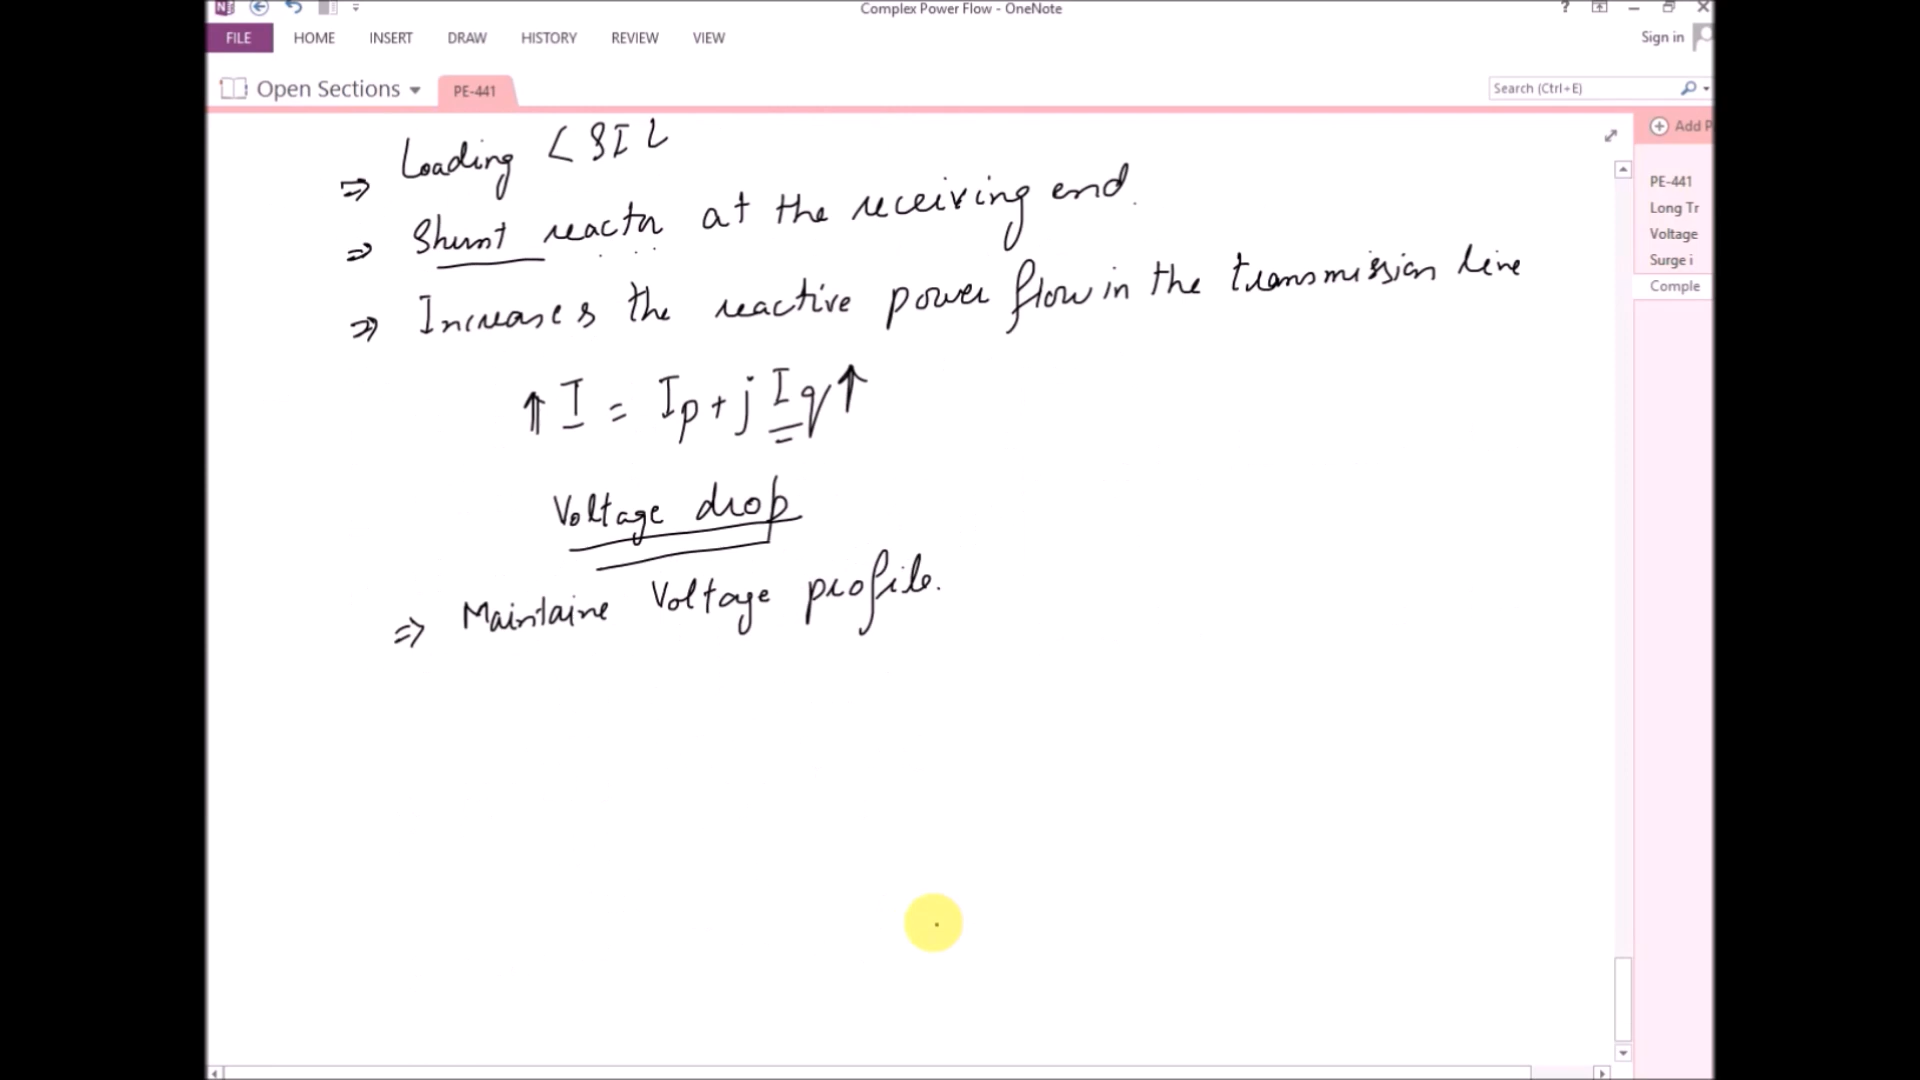 Complex Power Flow - OneNote
?
FILE HOME INSERT DRAW HISTORY REVIEW VIEW
Sign in
Open Sections
PE-441
Search (Ctrl+E)
Add P
PE-441
Long Tr
Voltage
Surge i
Comple
⇒ Loading < SIL
⇒ Shunt reactor at the receiving end.
⇒ Increases the reactive power flow in the transmission line
↑ I = Ip + j Iq ↑
Voltage drop
⇒ Maintaine Voltage profile.